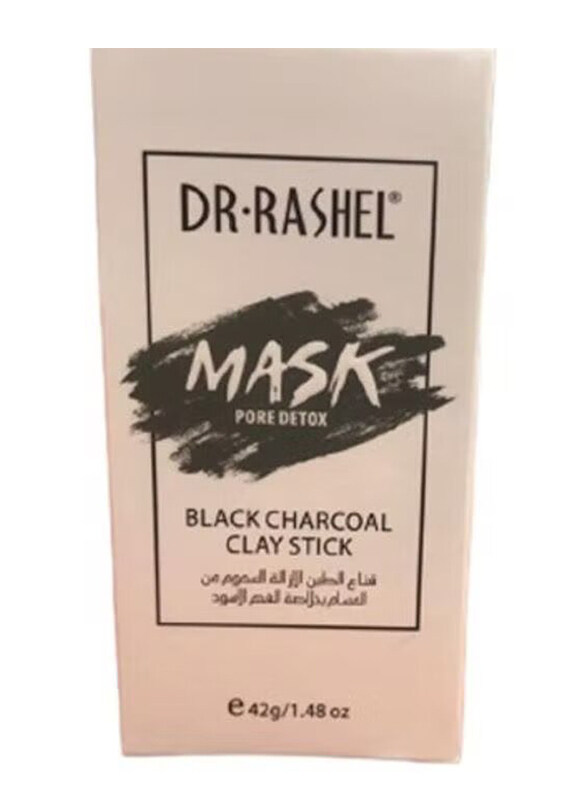 DR·RASHEL®
MASK
PORE DETOX
BLACK CHARCOAL
CLAY STICK
قناع الطين لإزالة السموم من
المسام بخلاصة الفحم الأسود
℮ 42g/1.48 oz